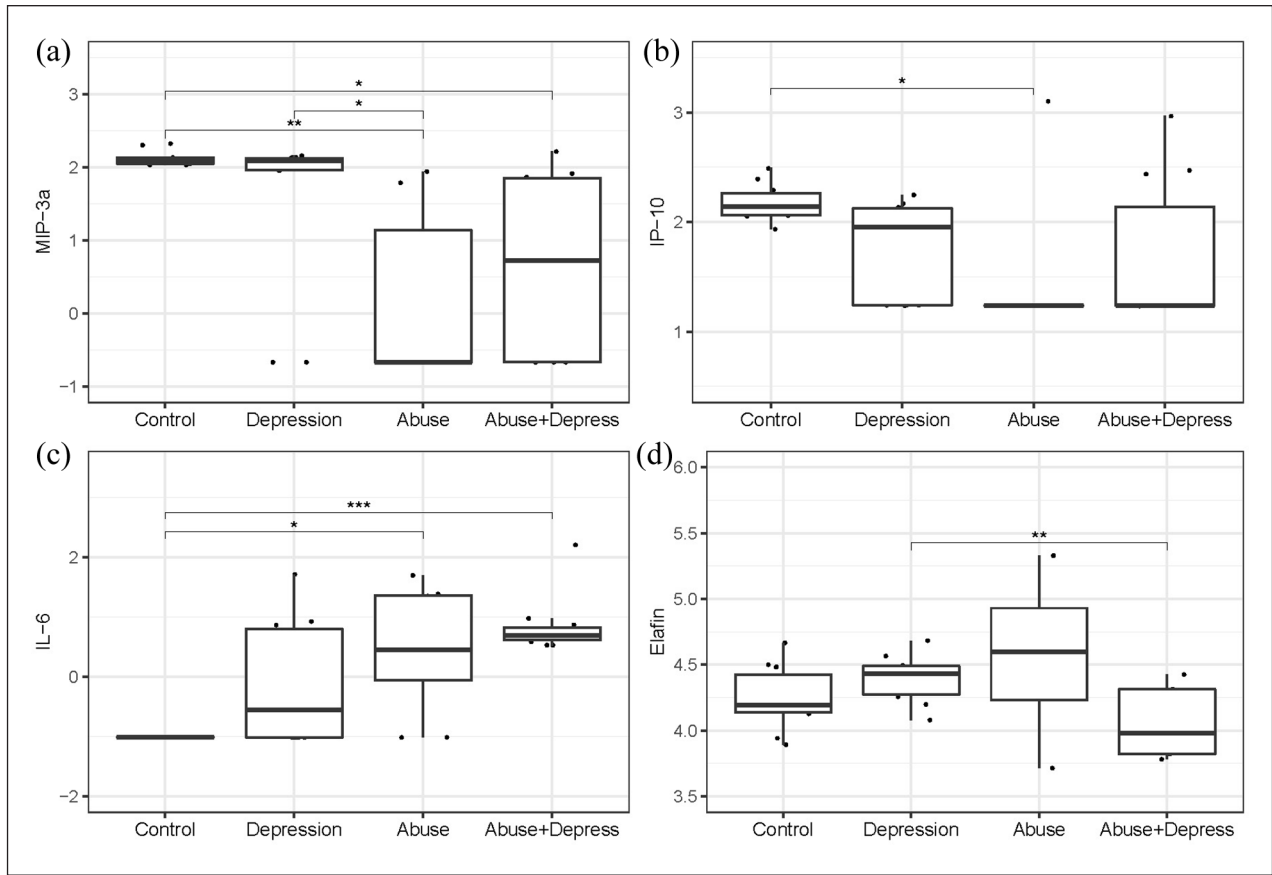 (a)
*
*
**
3
2
1
0
−1
MIP−3a
Control Depression Abuse Abuse+Depress
(b)
*
3
2
1
IP−10
Control Depression Abuse Abuse+Depress
(c)
***
*
2
0
−2
IL−6
Control Depression Abuse Abuse+Depress
(d)
**
6.0
5.5
5.0
4.5
4.0
3.5
Elafin
Control Depression Abuse Abuse+Depress